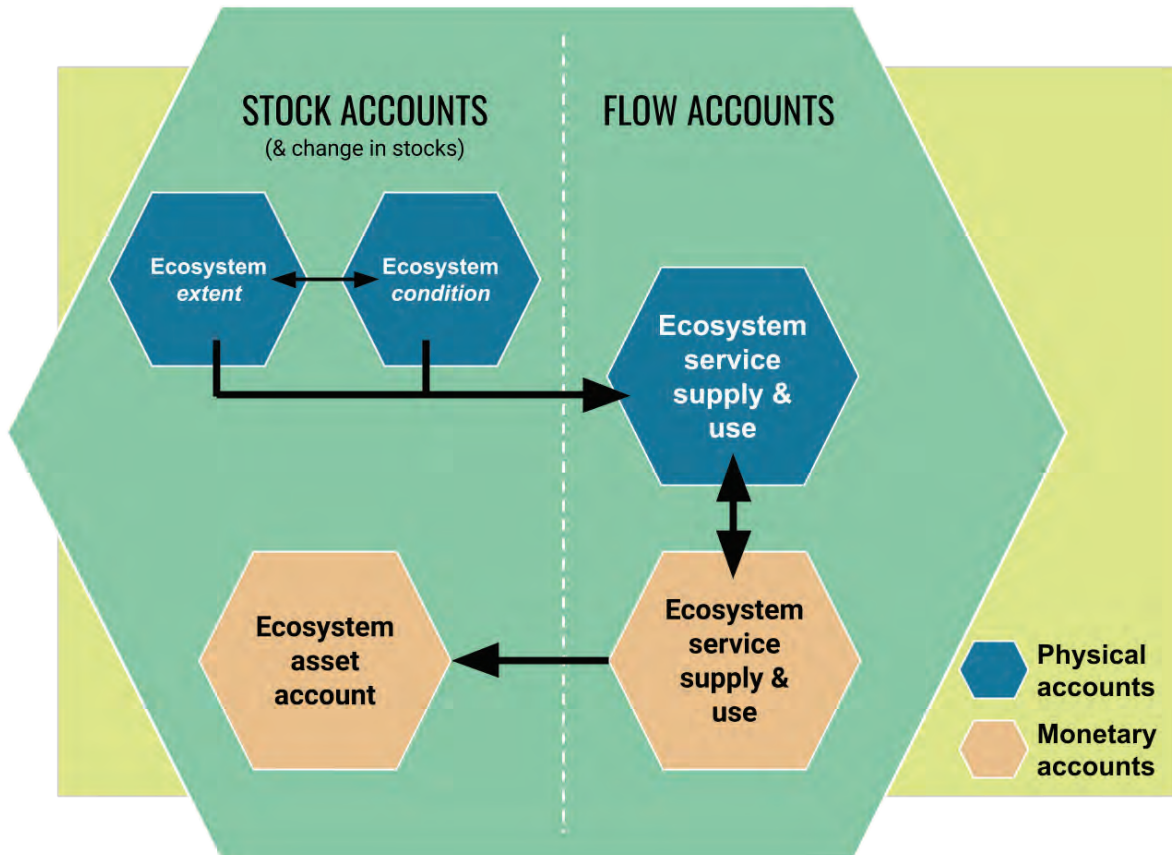 STOCK ACCOUNTS
(& change in stocks)
FLOW ACCOUNTS
Ecosystem
extent
Ecosystem
condition
Ecosystem
service
supply &
use
Ecosystem
asset
account
Ecosystem
service
supply &
use
Physical
accounts
Monetary
accounts